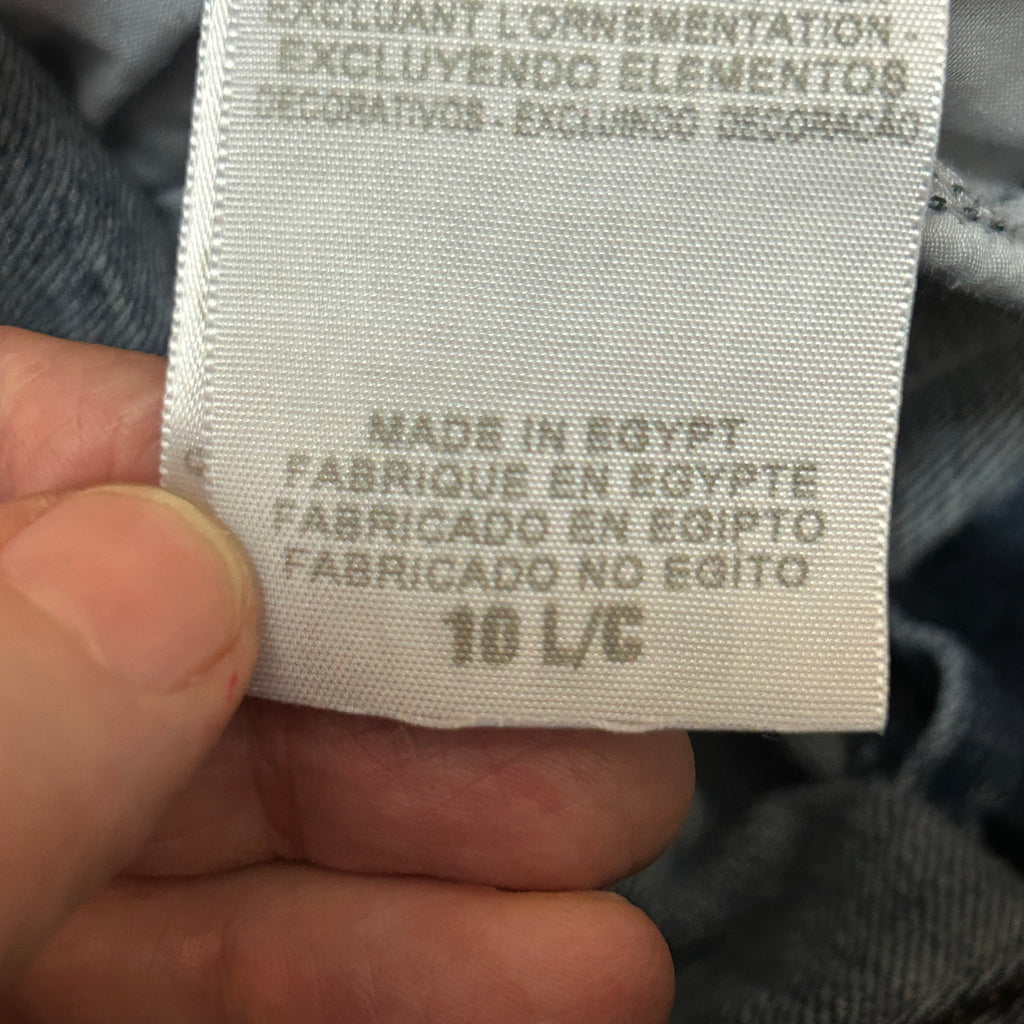 EXCLUANT L'ORNEMENTATION -
EXCLUYENDO ELEMENTOS
DECORATIVOS - EXCLUINDO DECORAÇÃO
MADE IN EGYPT
FABRIQUE EN EGYPTE
FABRICADO EN EGIPTO
FABRICADO NO EGITO
10 L/G